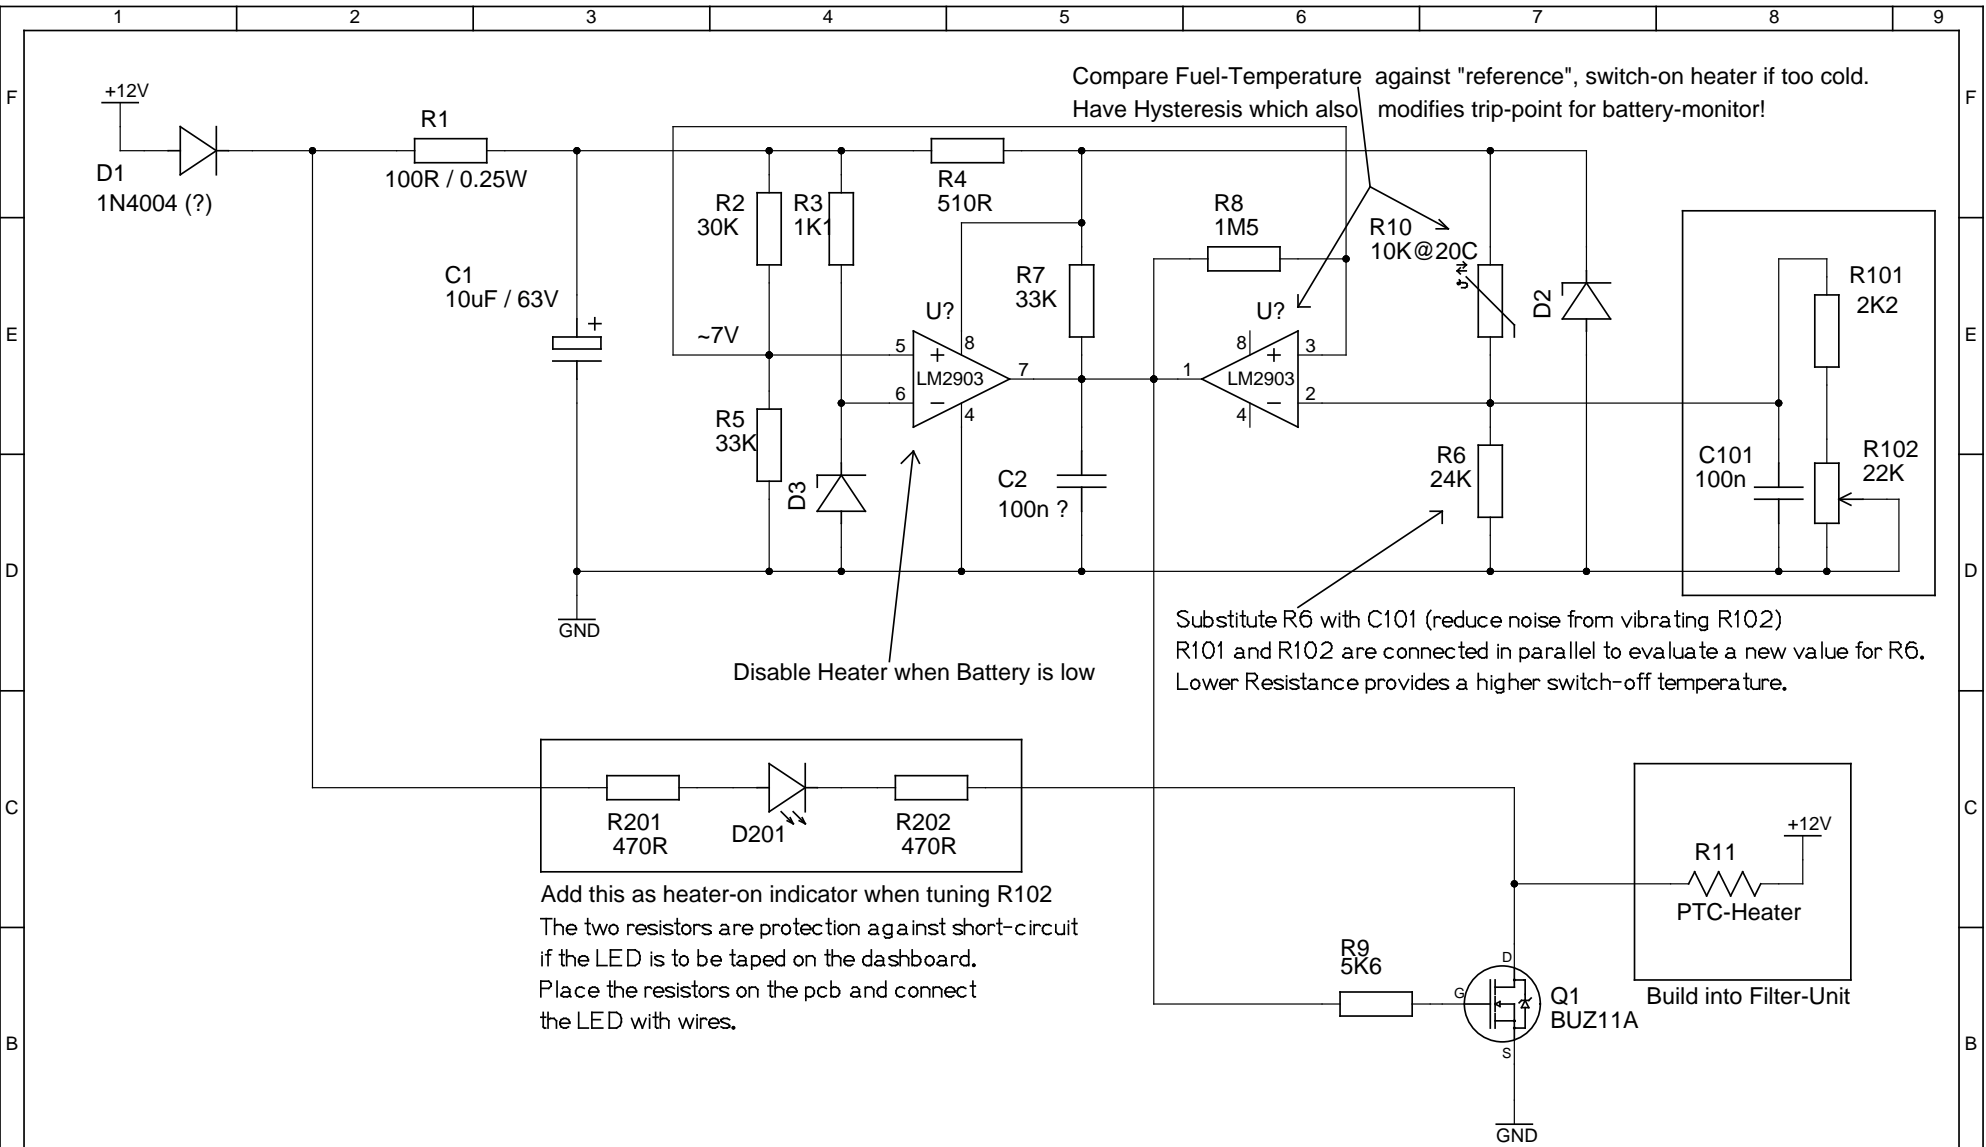 1 2 3 4 5 6 7 8 9
F
F
Compare Fuel-Temperature against "reference", switch-on heater if too cold.
Have Hysteresis which also modifies trip-point for battery-monitor!
+12V
D1
1N4004 (?)
R1
100R / 0.25W
R2
30K
R3
1K1
R4
510R
R8
1M5
R10
10K@20C
C1
10uF / 63V
+
R7
33K
D2
R101
2K2
E
E
~7V
U?
5
6
7
8
4
+
−
LM2903
U?
8
4
1
3
2
+
−
LM2903
R5
33K
D3
C2
100n ?
R6
24K
C101
100n
R102
22K
D
D
GND
Disable Heater when Battery is low
Substitute R6 with C101 (reduce noise from vibrating R102)
R101 and R102 are connected in parallel to evaluate a new value for R6.
Lower Resistance provides a higher switch-off temperature.
C
C
R201
470R
D201
R202
470R
Add this as heater-on indicator when tuning R102
The two resistors are protection against short-circuit
if the LED is to be taped on the dashboard.
Place the resistors on the pcb and connect
the LED with wires.
+12V
R11
PTC-Heater
Build into Filter-Unit
R9
5K6
D
G
S
Q1
BUZ11A
B
B
GND